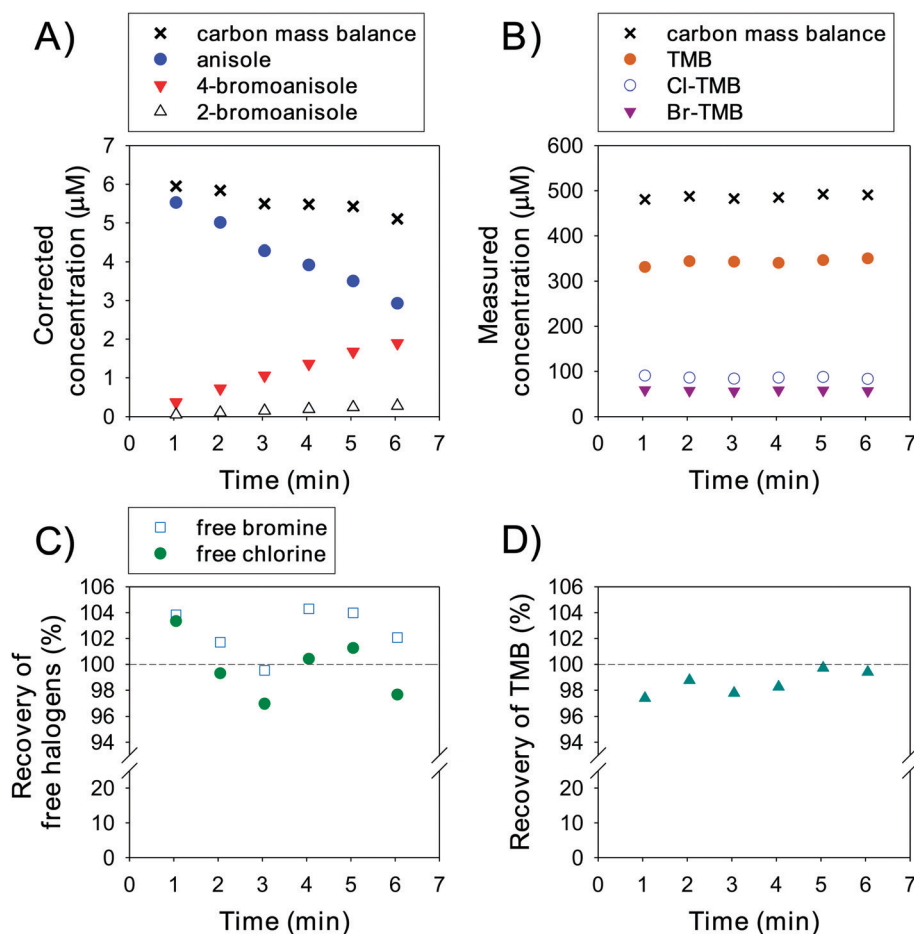 A)
carbon mass balance
anisole
4-bromoanisole
2-bromoanisole
7
6
5
4
3
2
1
0
Corrected
concentration (μM)
0 1 2 3 4 5 6 7
Time (min)
B)
carbon mass balance
TMB
Cl-TMB
Br-TMB
600
500
400
300
200
100
0
Measured
concentration (μM)
0 1 2 3 4 5 6 7
Time (min)
C)
free bromine
free chlorine
106
104
102
100
98
96
94
20
10
0
Recovery of
free halogens (%)
0 1 2 3 4 5 6 7
Time (min)
D)
106
104
102
100
98
96
94
20
10
0
Recovery of TMB (%)
0 1 2 3 4 5 6 7
Time (min)